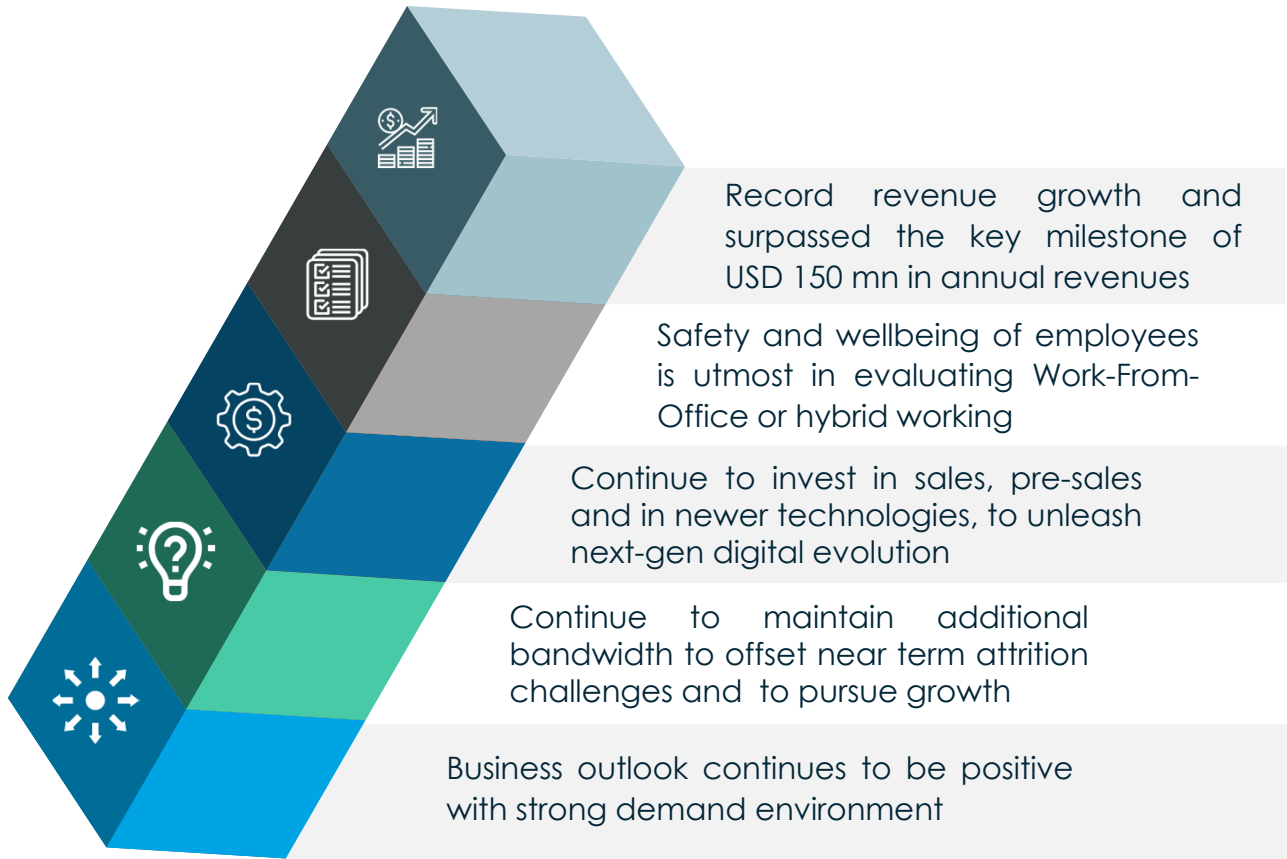 Record revenue growth and
surpassed the key milestone of
USD 150 mn in annual revenues
Safety and wellbeing of employees
is utmost in evaluating Work-From-
Office or hybrid working
Continue to invest in sales, pre-sales
and in newer technologies, to unleash
next-gen digital evolution
Continue to maintain additional
bandwidth to offset near term attrition
challenges and to pursue growth
Business outlook continues to be positive
with strong demand environment